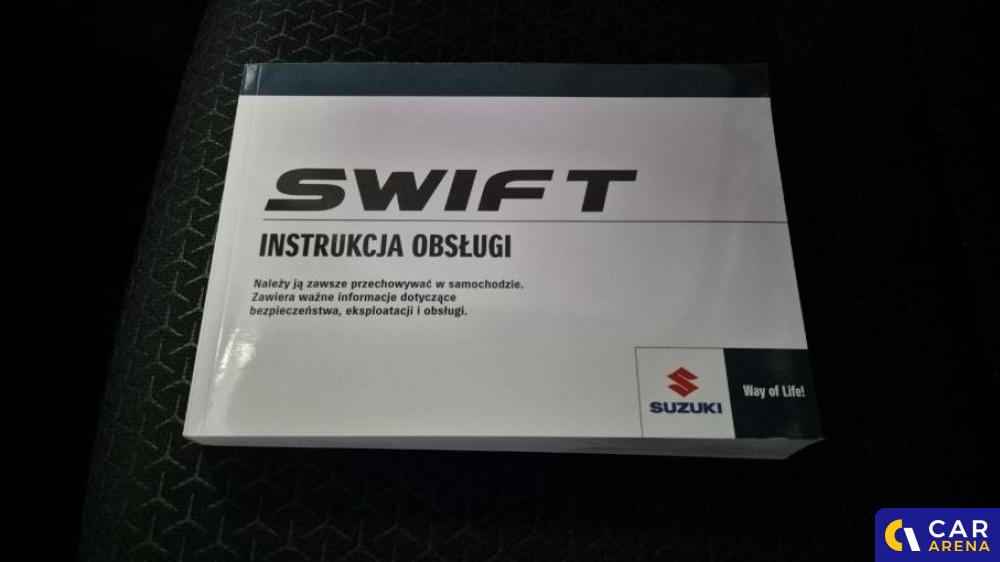 SWIFT
INSTRUKCJA OBSŁUGI
Należy ją zawsze przechowywać w samochodzie.
Zawiera ważne informacje dotyczące
bezpieczeństwa, eksploatacji i obsługi.
SUZUKI
Way of Life!
CAR
ARENA